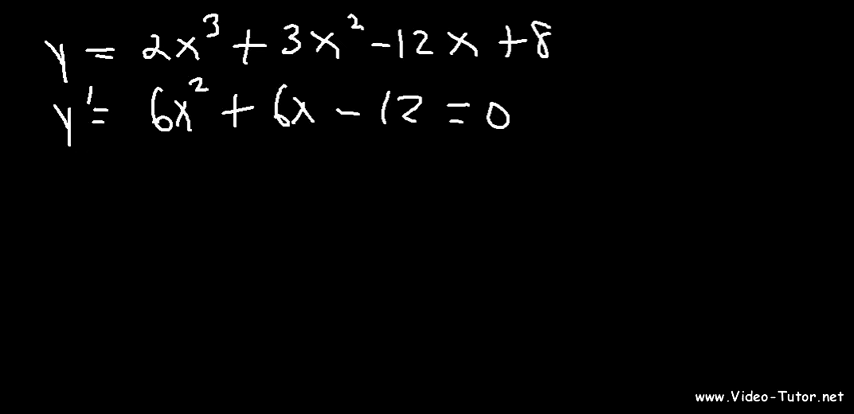 y = 2x³ + 3x² - 12x + 8
y' = 6x² + 6x - 12 = 0
www.Video-Tutor.net